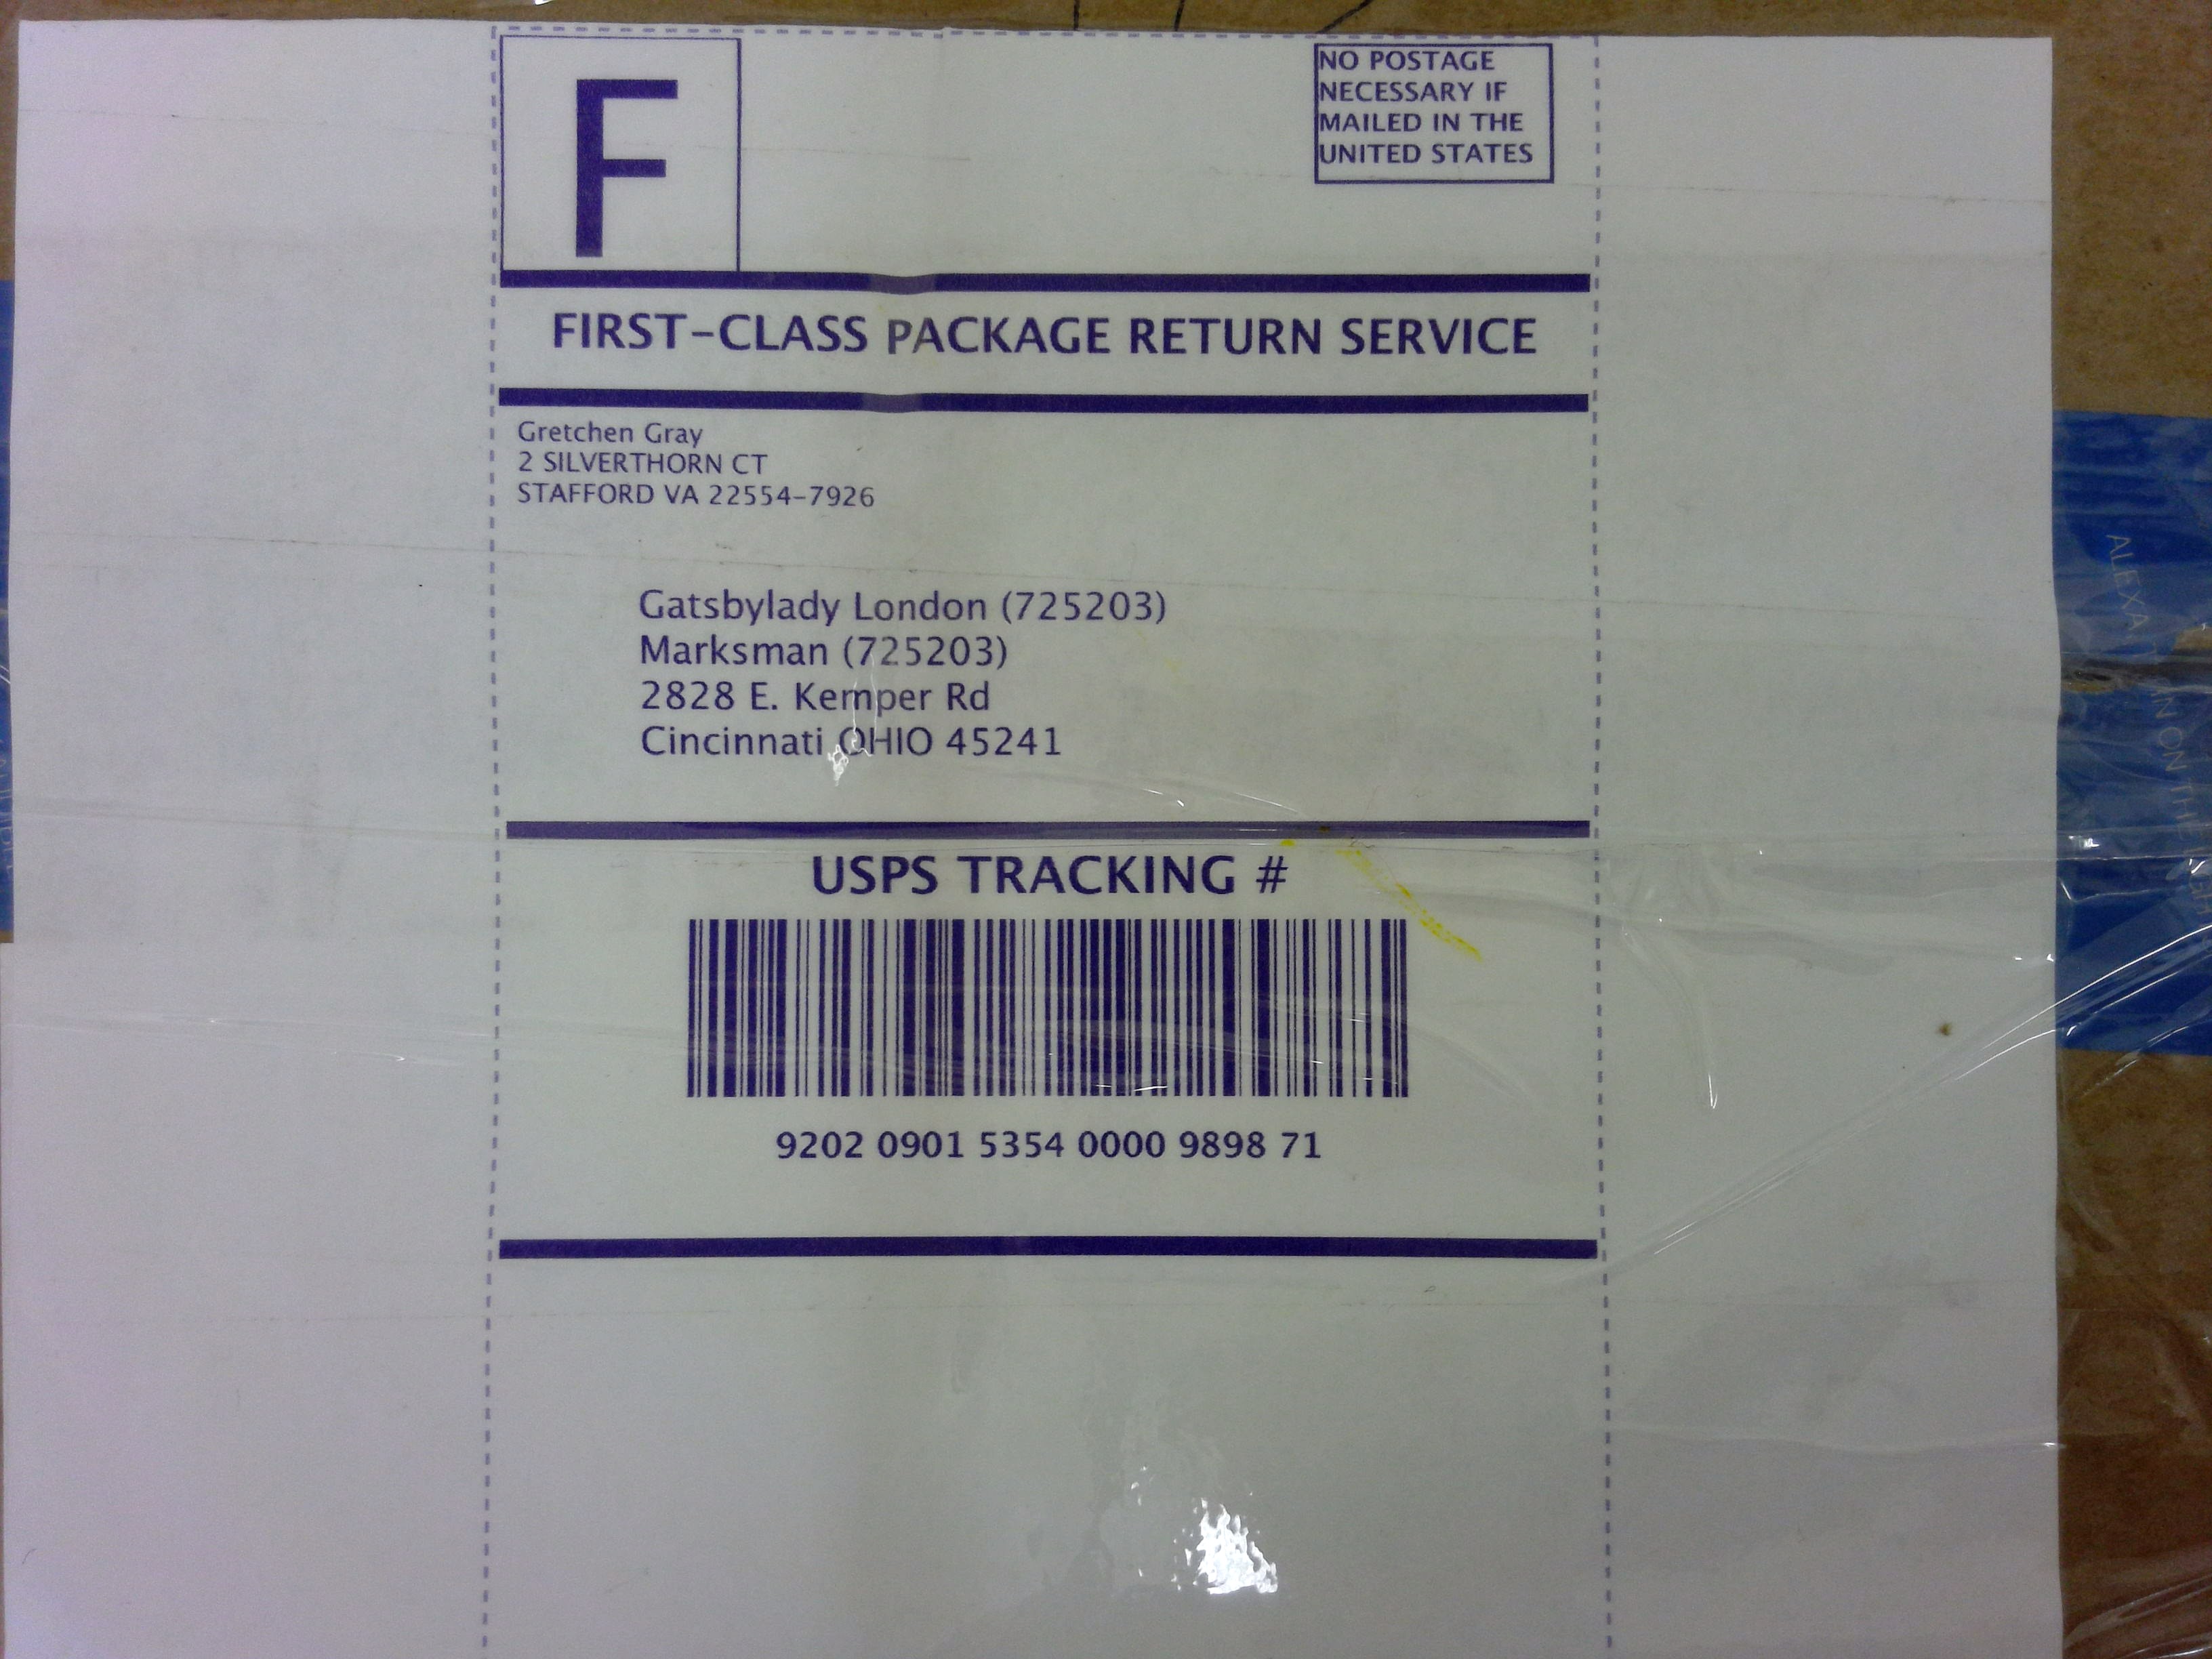 F
NO POSTAGE
NECESSARY IF
MAILED IN THE
UNITED STATES
FIRST-CLASS PACKAGE RETURN SERVICE
Gretchen Gray
2 SILVERTHORN CT
STAFFORD VA 22554-7926
Gatsbylady London (725203)
Marksman (725203)
2828 E. Kemper Rd
Cincinnati OHIO 45241
USPS TRACKING #
9202 0901 5354 0000 9898 71